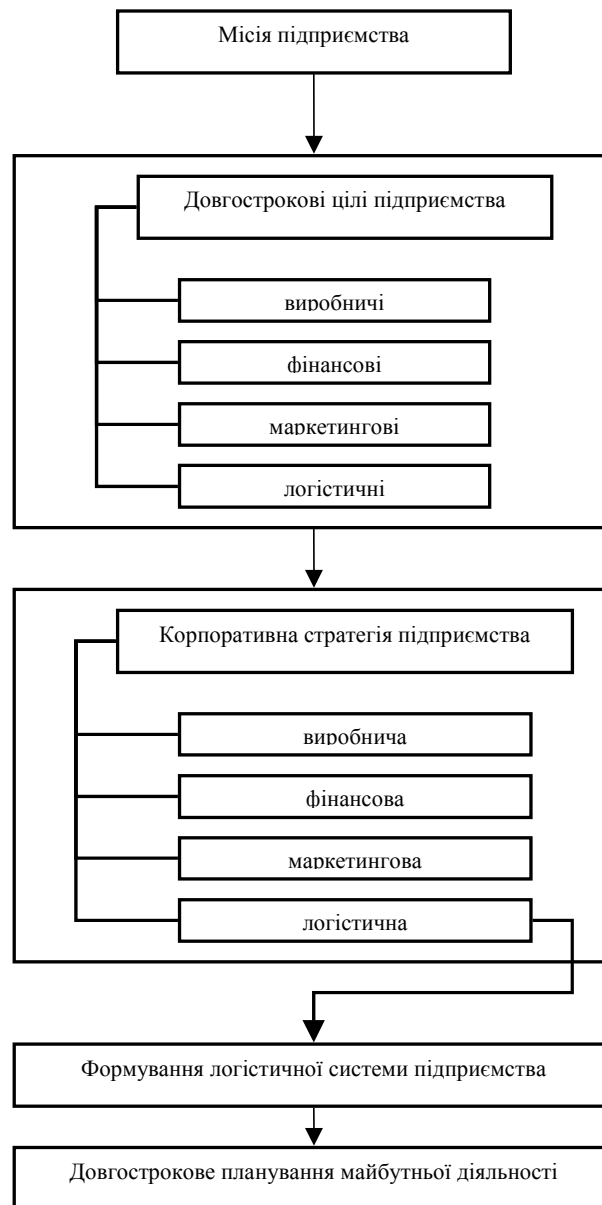 Місія підприємства
Довгострокові цілі підприємства
виробничі
фінансові
маркетингові
логістичні
Корпоративна стратегія підприємства
виробнича
фінансова
маркетингова
логістична
Формування логістичної системи підприємства
Довгострокове планування майбутньої діяльності